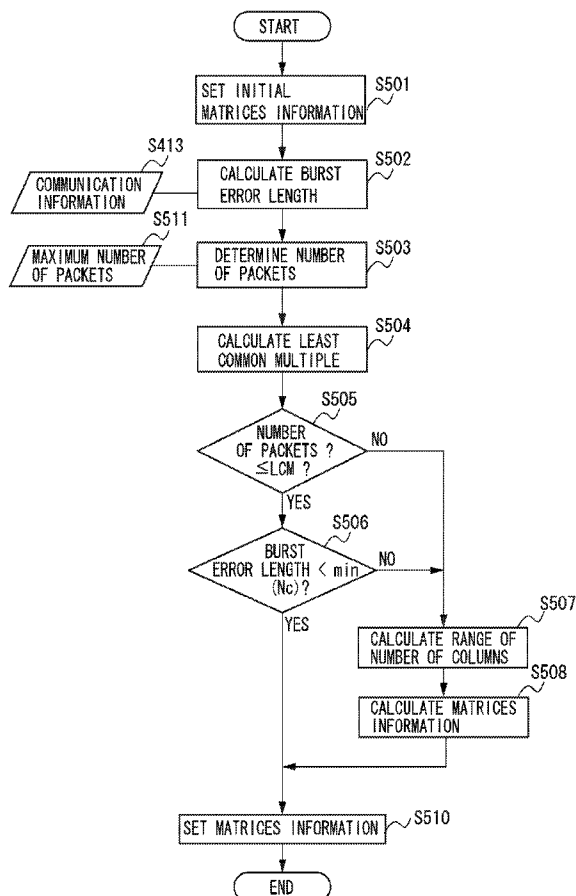 START
S501
SET INITIAL
MATRICES INFORMATION
S413
COMMUNICATION
INFORMATION
S502
CALCULATE BURST
ERROR LENGTH
S511
MAXIMUM NUMBER
OF PACKETS
S503
DETERMINE NUMBER
OF PACKETS
S504
CALCULATE LEAST
COMMON MULTIPLE
S505
NUMBER
OF PACKETS ?
≦LCM ?
NO
YES
S506
BURST
ERROR LENGTH < min
(Nc)?
NO
YES
S507
CALCULATE RANGE OF
NUMBER OF COLUMNS
S508
CALCULATE MATRICES
INFORMATION
S510
SET MATRICES INFORMATION
END